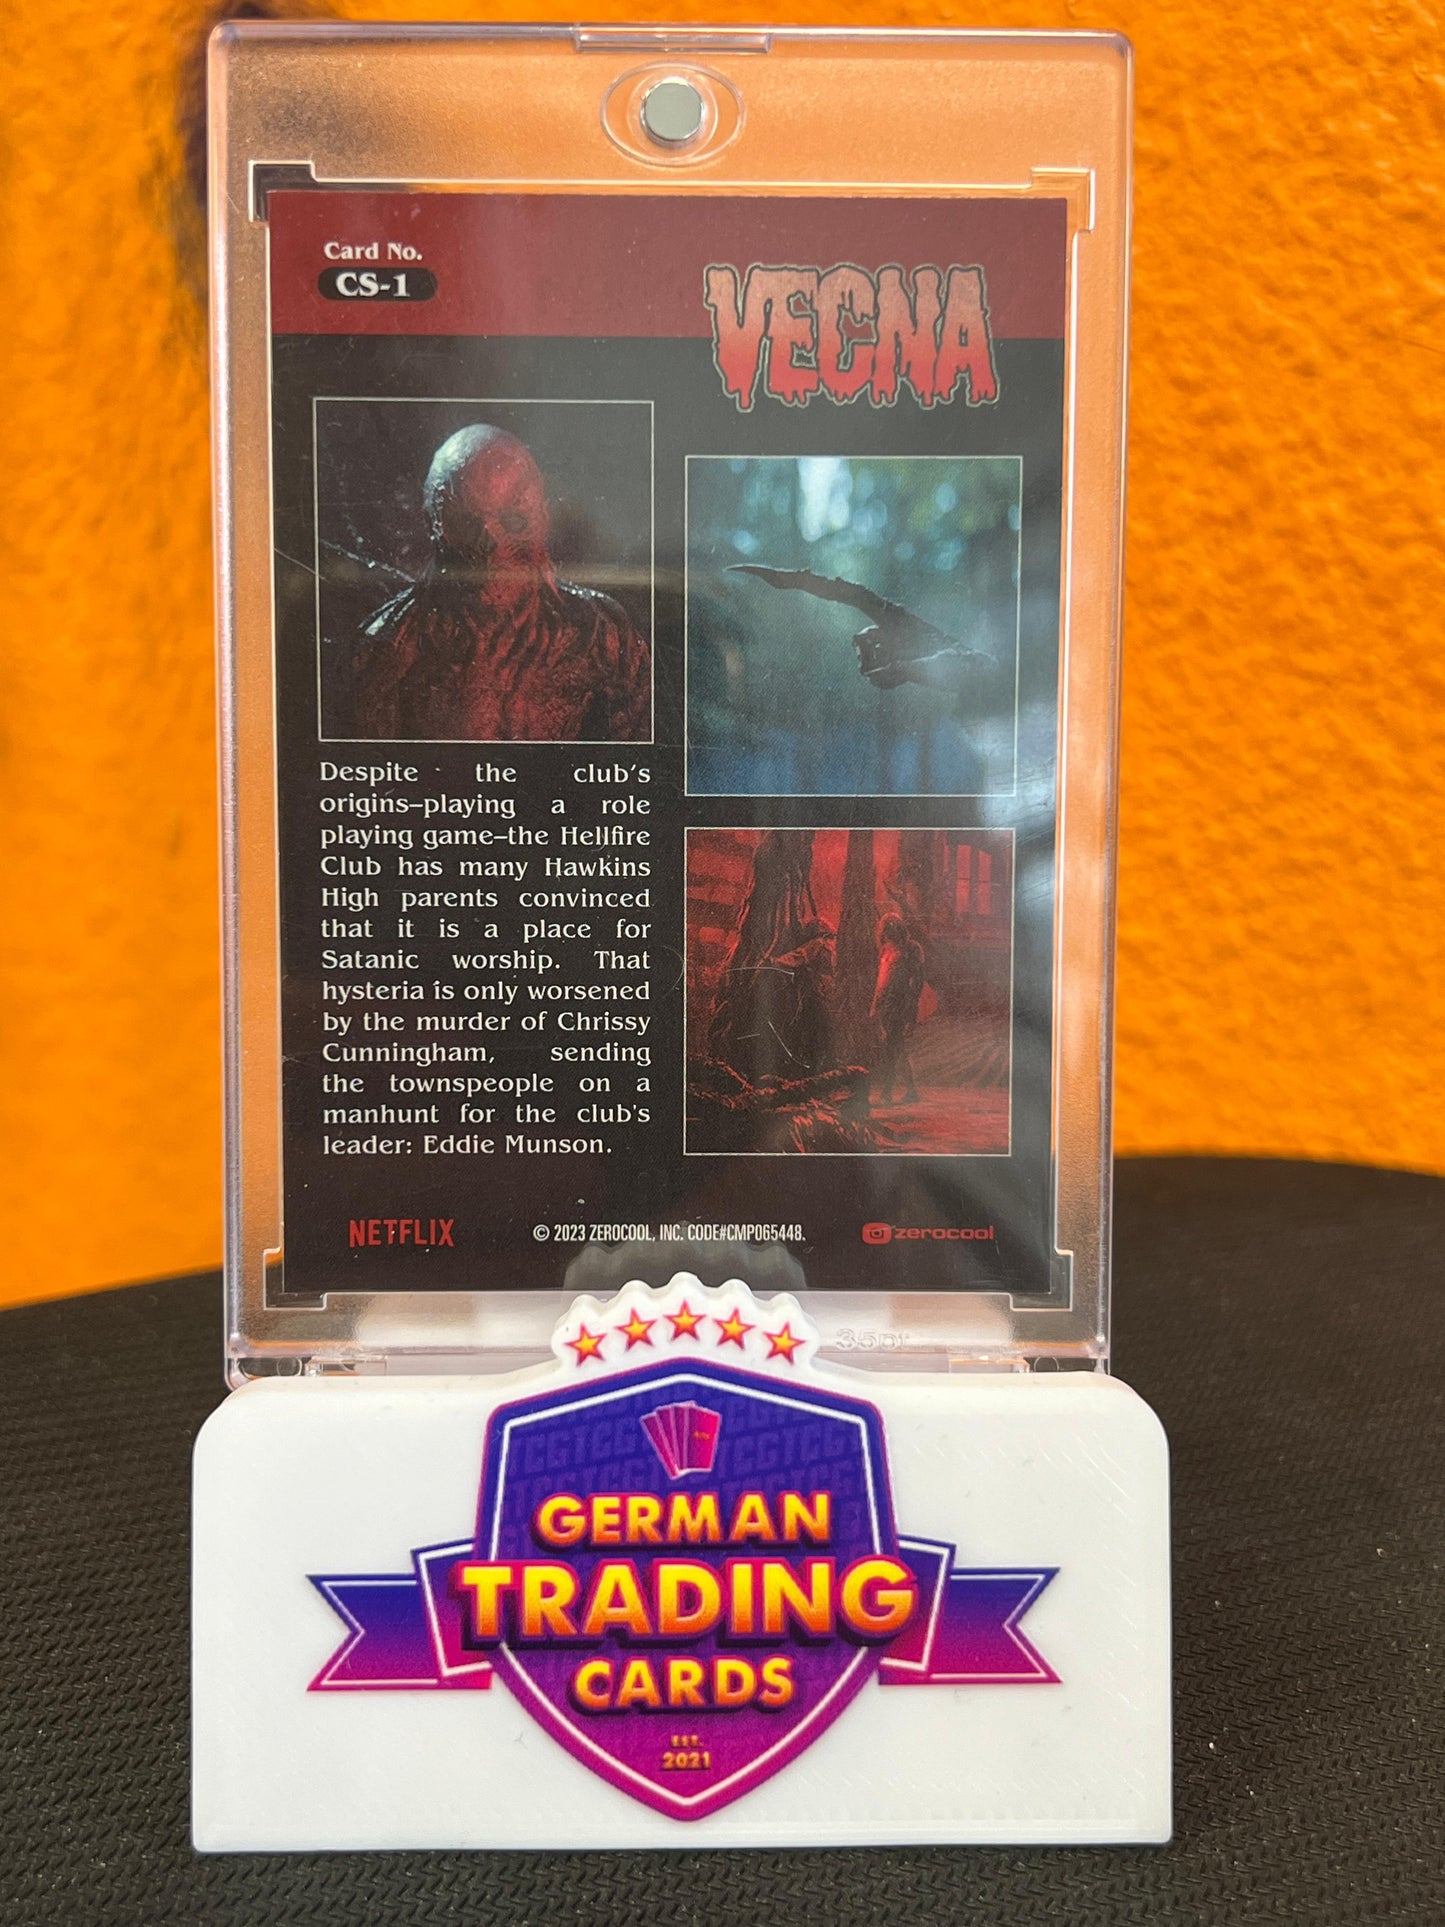 Card No.
CS-1
VECNA
Despite the club's
origins–playing a role
playing game–the Hellfire
Club has many Hawkins
High parents convinced
that it is a place for
Satanic worship. That
hysteria is only worsened
by the murder of Chrissy
Cunningham, sending
the townspeople on a
manhunt for the club's
leader: Eddie Munson.
NETFLIX
© 2023 ZEROCOOL, INC. CODE#CMP065448.
zerocool
35pt
GERMAN
TRADING
CARDS
EST.
2021